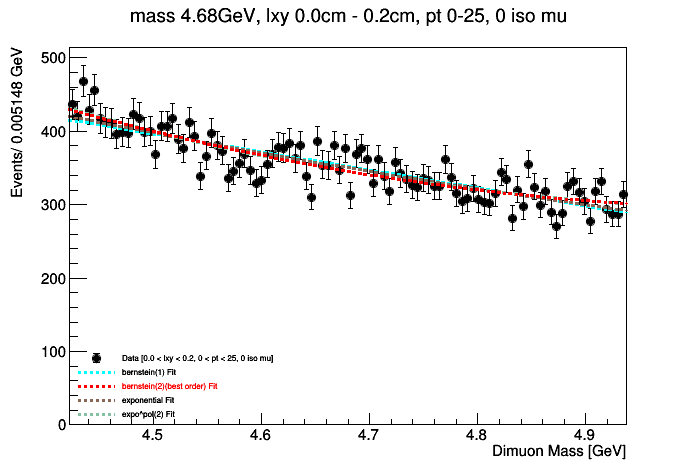 mass 4.68GeV, lxy 0.0cm - 0.2cm, pt 0-25, 0 iso mu
Events/ 0.005148 GeV
500
400
300
200
100
0
Data [0.0 < lxy < 0.2, 0 < pt < 25, 0 iso mu]
bernstein(1) Fit
bernstein(2)(best order) Fit
exponential Fit
expo*pol(2) Fit
4.5 4.6 4.7 4.8 4.9
Dimuon Mass [GeV]